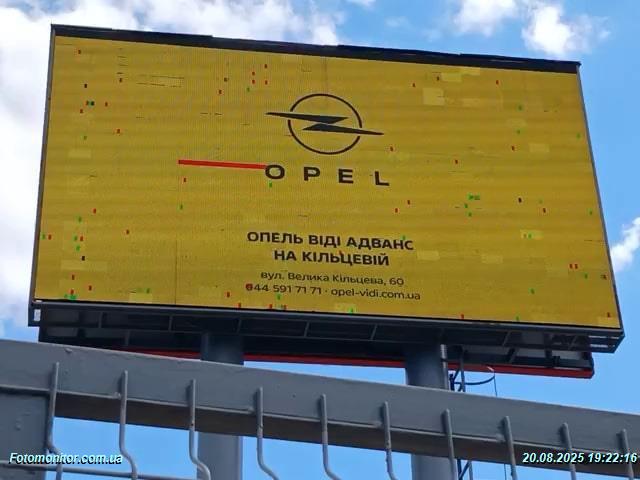 OPEL
ОПЕЛЬ ВІДІ АДВАНС
НА КІЛЬЦЕВІЙ
вул. Велика Кільцева, 60
044 591 71 71 · opel-vidi.com.ua
Fotomonitor.com.ua
20.08.2025 19:22:16